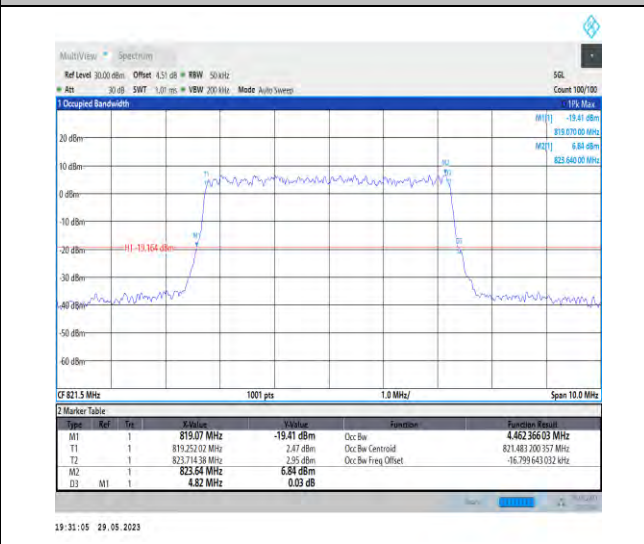 MultiView Spectrum
Ref Level 30.00 dBm Offset 4.51 dB RBW 50 kHz SGL
Att 30 dB SWT 1.01 ms VBW 200 kHz Mode Auto Sweep Count 100/100
1 Occupied Bandwidth 1Pk Max
M1[1] -19.41 dBm
819.070 00 MHz
M2[1] 6.84 dBm
823.640 00 MHz
20 dBm
10 dBm
0 dBm
-10 dBm
-20 dBm
-30 dBm
-40 dBm
-50 dBm
-60 dBm
H1 -19.164 dBm
M1
T1
M2
D3
CF 821.5 MHz 1001 pts 1.0 MHz/ Span 10.0 MHz
2 Marker Table
Type Ref Trc X-Value Y-Value Function Function Result
M1 1 819.07 MHz -19.41 dBm Occ Bw 4.462 366 03 MHz
T1 1 819.252 02 MHz 2.47 dBm Occ Bw Centroid 821.483 200 357 MHz
T2 1 823.714 38 MHz 2.95 dBm Occ Bw Freq Offset -16.799 643 032 kHz
M2 1 823.64 MHz 6.84 dBm
D3 M1 1 4.82 MHz 0.03 dB
19:31:05 29.05.2023